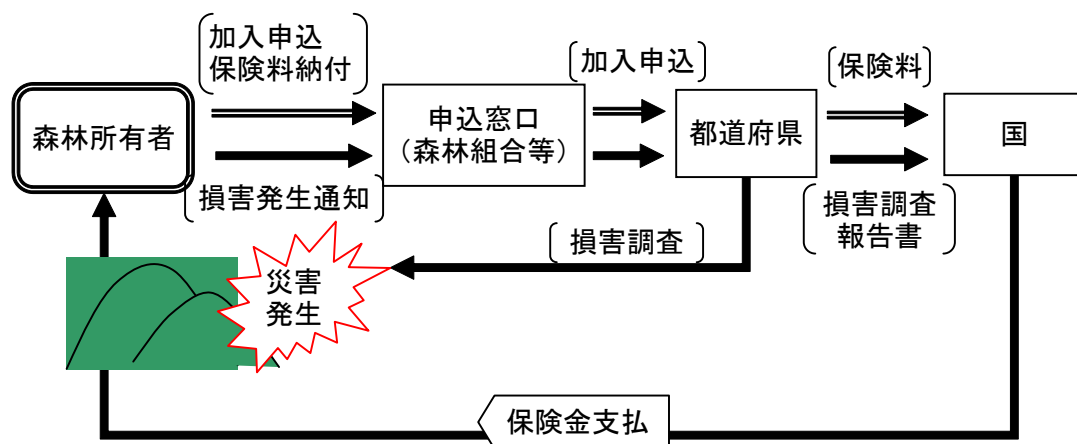 加入申込
保険料納付
加入申込
保険料
森林所有者
申込窓口
（森林組合等）
都道府県
国
損害発生通知
損害調査
損害調査
報告書
災害
発生
保険金支払